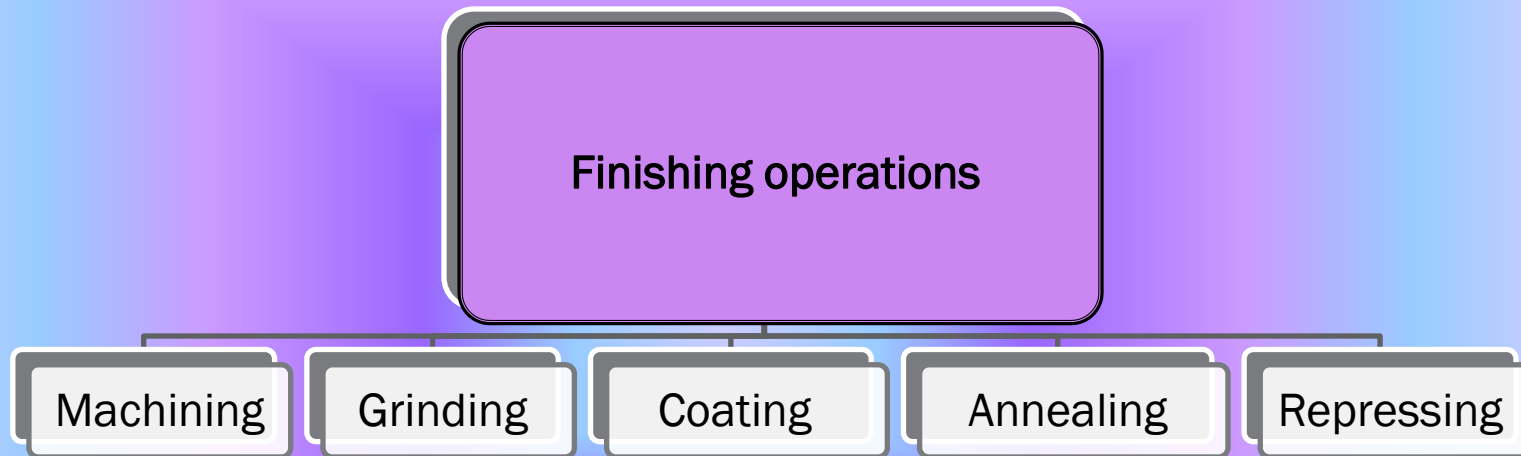 Finishing operations
Machining
Grinding
Coating
Annealing
Repressing